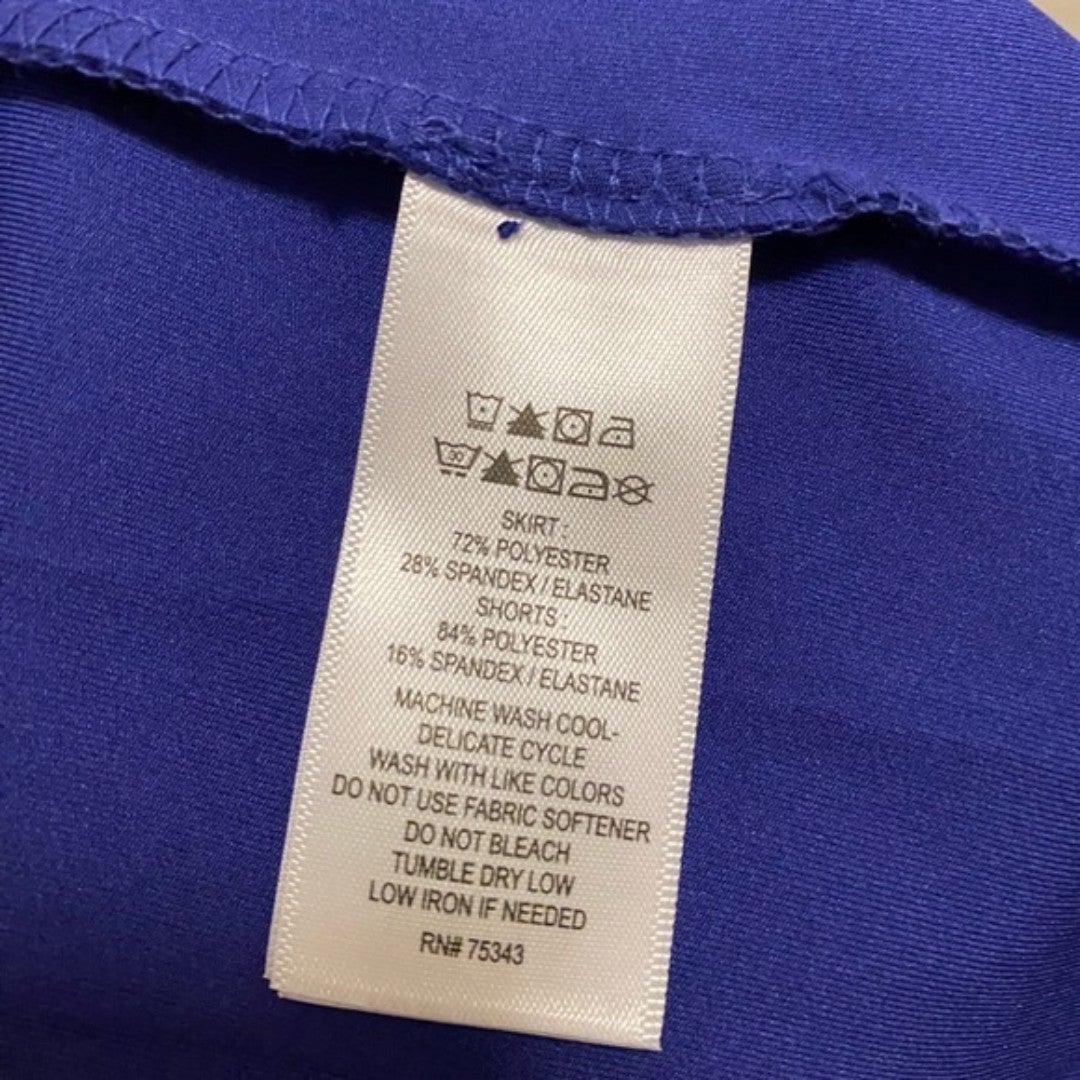 30
SKIRT :
72% POLYESTER
28% SPANDEX / ELASTANE
SHORTS :
84% POLYESTER
16% SPANDEX / ELASTANE
MACHINE WASH COOL-
DELICATE CYCLE
WASH WITH LIKE COLORS
DO NOT USE FABRIC SOFTENER
DO NOT BLEACH
TUMBLE DRY LOW
LOW IRON IF NEEDED
RN# 75343